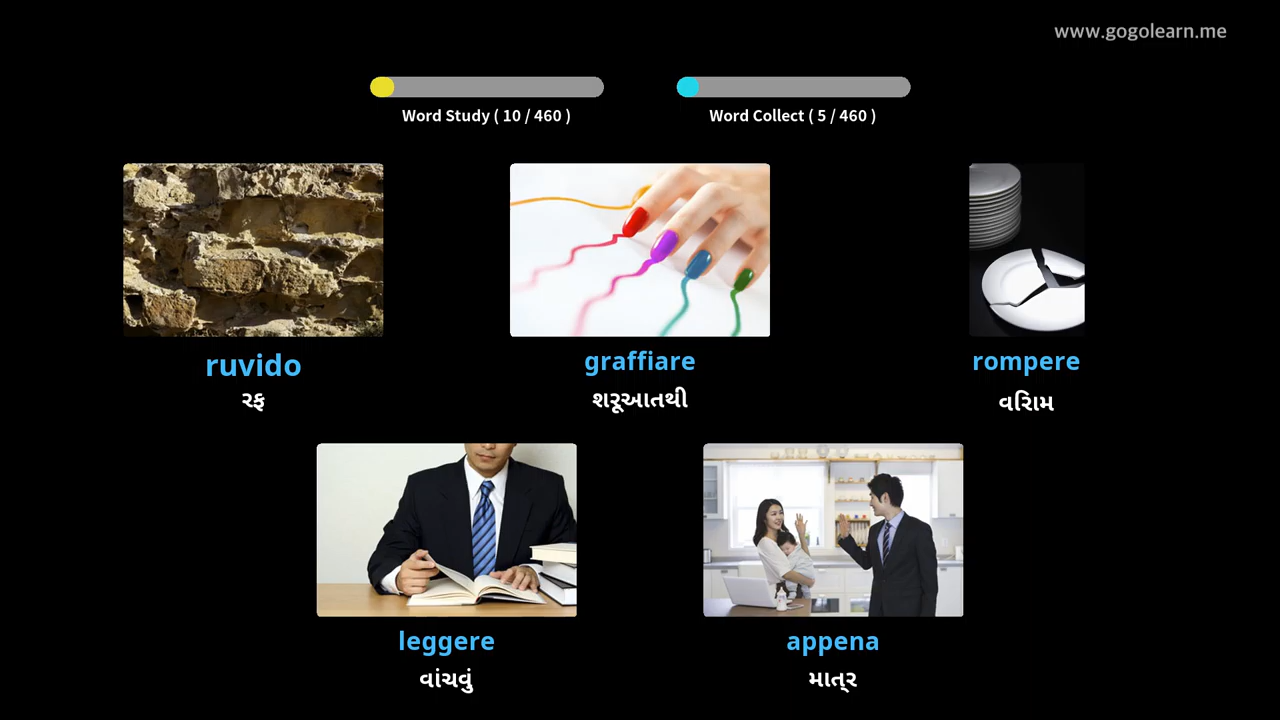 www.gogolearn.me
Word Study ( 10 / 460 )
Word Collect ( 5 / 460 )
ruvido
રફ
graffiare
શરૂઆતથી
rompere
વિરામ
leggere
વાંચવું
appena
માત્ર